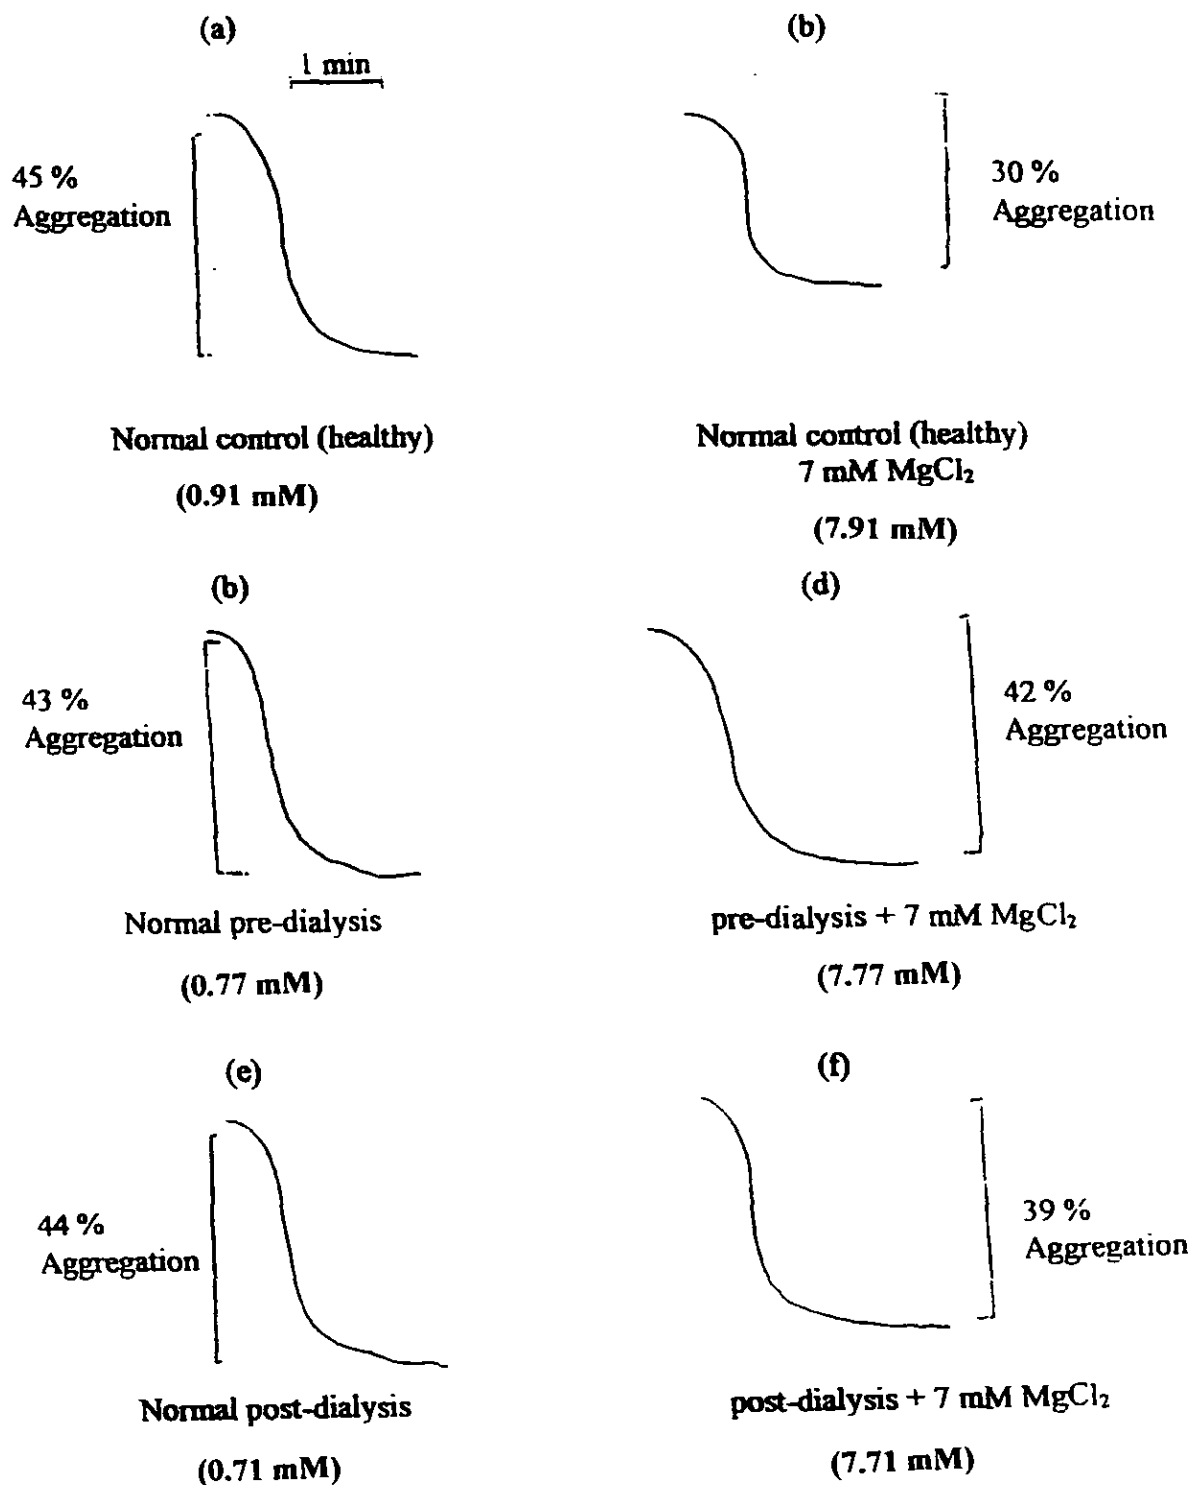 (a)
1 min
45 %
Aggregation
Normal control (healthy)
(0.91 mM)
(b)
30 %
Aggregation
Normal control (healthy)
7 mM MgCl₂
(7.91 mM)
(b)
43 %
Aggregation
Normal pre-dialysis
(0.77 mM)
(d)
42 %
Aggregation
pre-dialysis + 7 mM MgCl₂
(7.77 mM)
(e)
44 %
Aggregation
Normal post-dialysis
(0.71 mM)
(f)
39 %
Aggregation
post-dialysis + 7 mM MgCl₂
(7.71 mM)